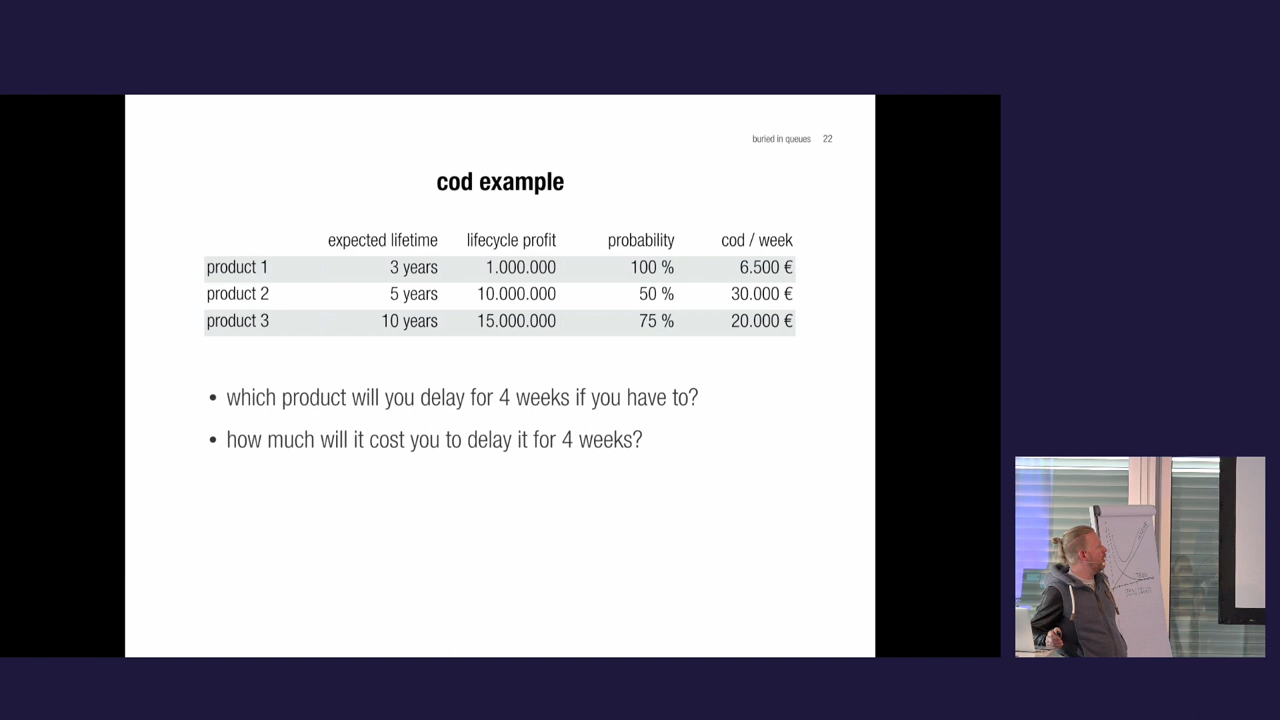 buried in queues 22
cod example
expected lifetime lifecycle profit probability cod / week
product 1 3 years 1.000.000 100 % 6.500 €
product 2 5 years 10.000.000 50 % 30.000 €
product 3 10 years 15.000.000 75 % 20.000 €
• which product will you delay for 4 weeks if you have to?
• how much will it cost you to delay it for 4 weeks?